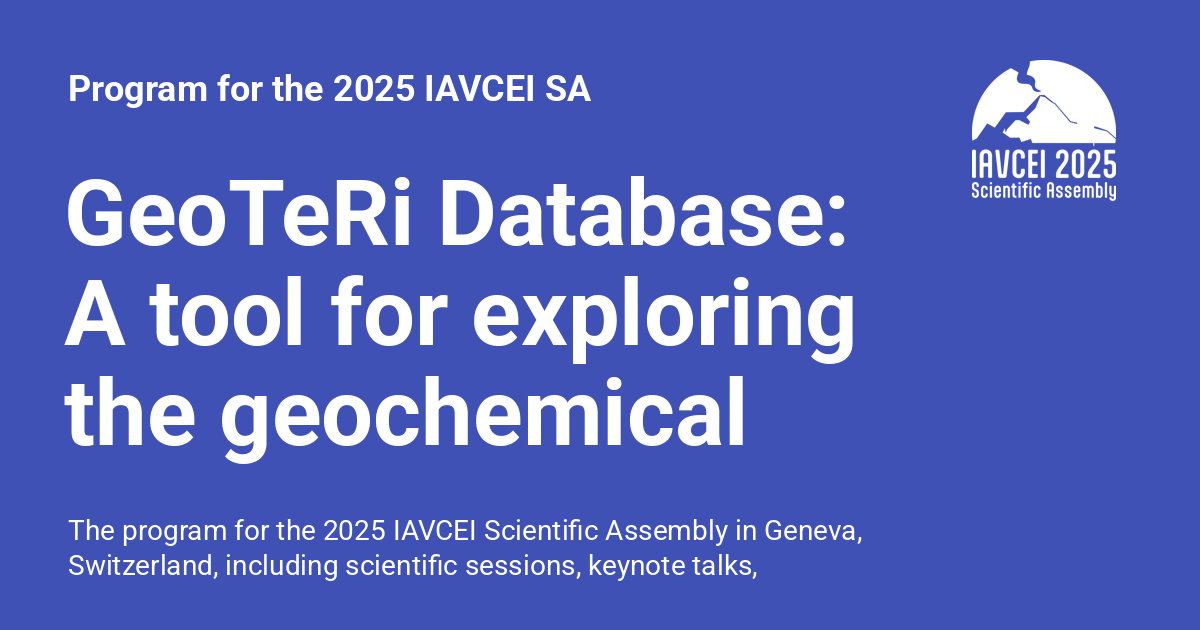 Program for the 2025 IAVCEI SA
IAVCEI 2025
Scientific Assembly
GeoTeRi Database:
A tool for exploring
the geochemical
The program for the 2025 IAVCEI Scientific Assembly in Geneva,
Switzerland, including scientific sessions, keynote talks,